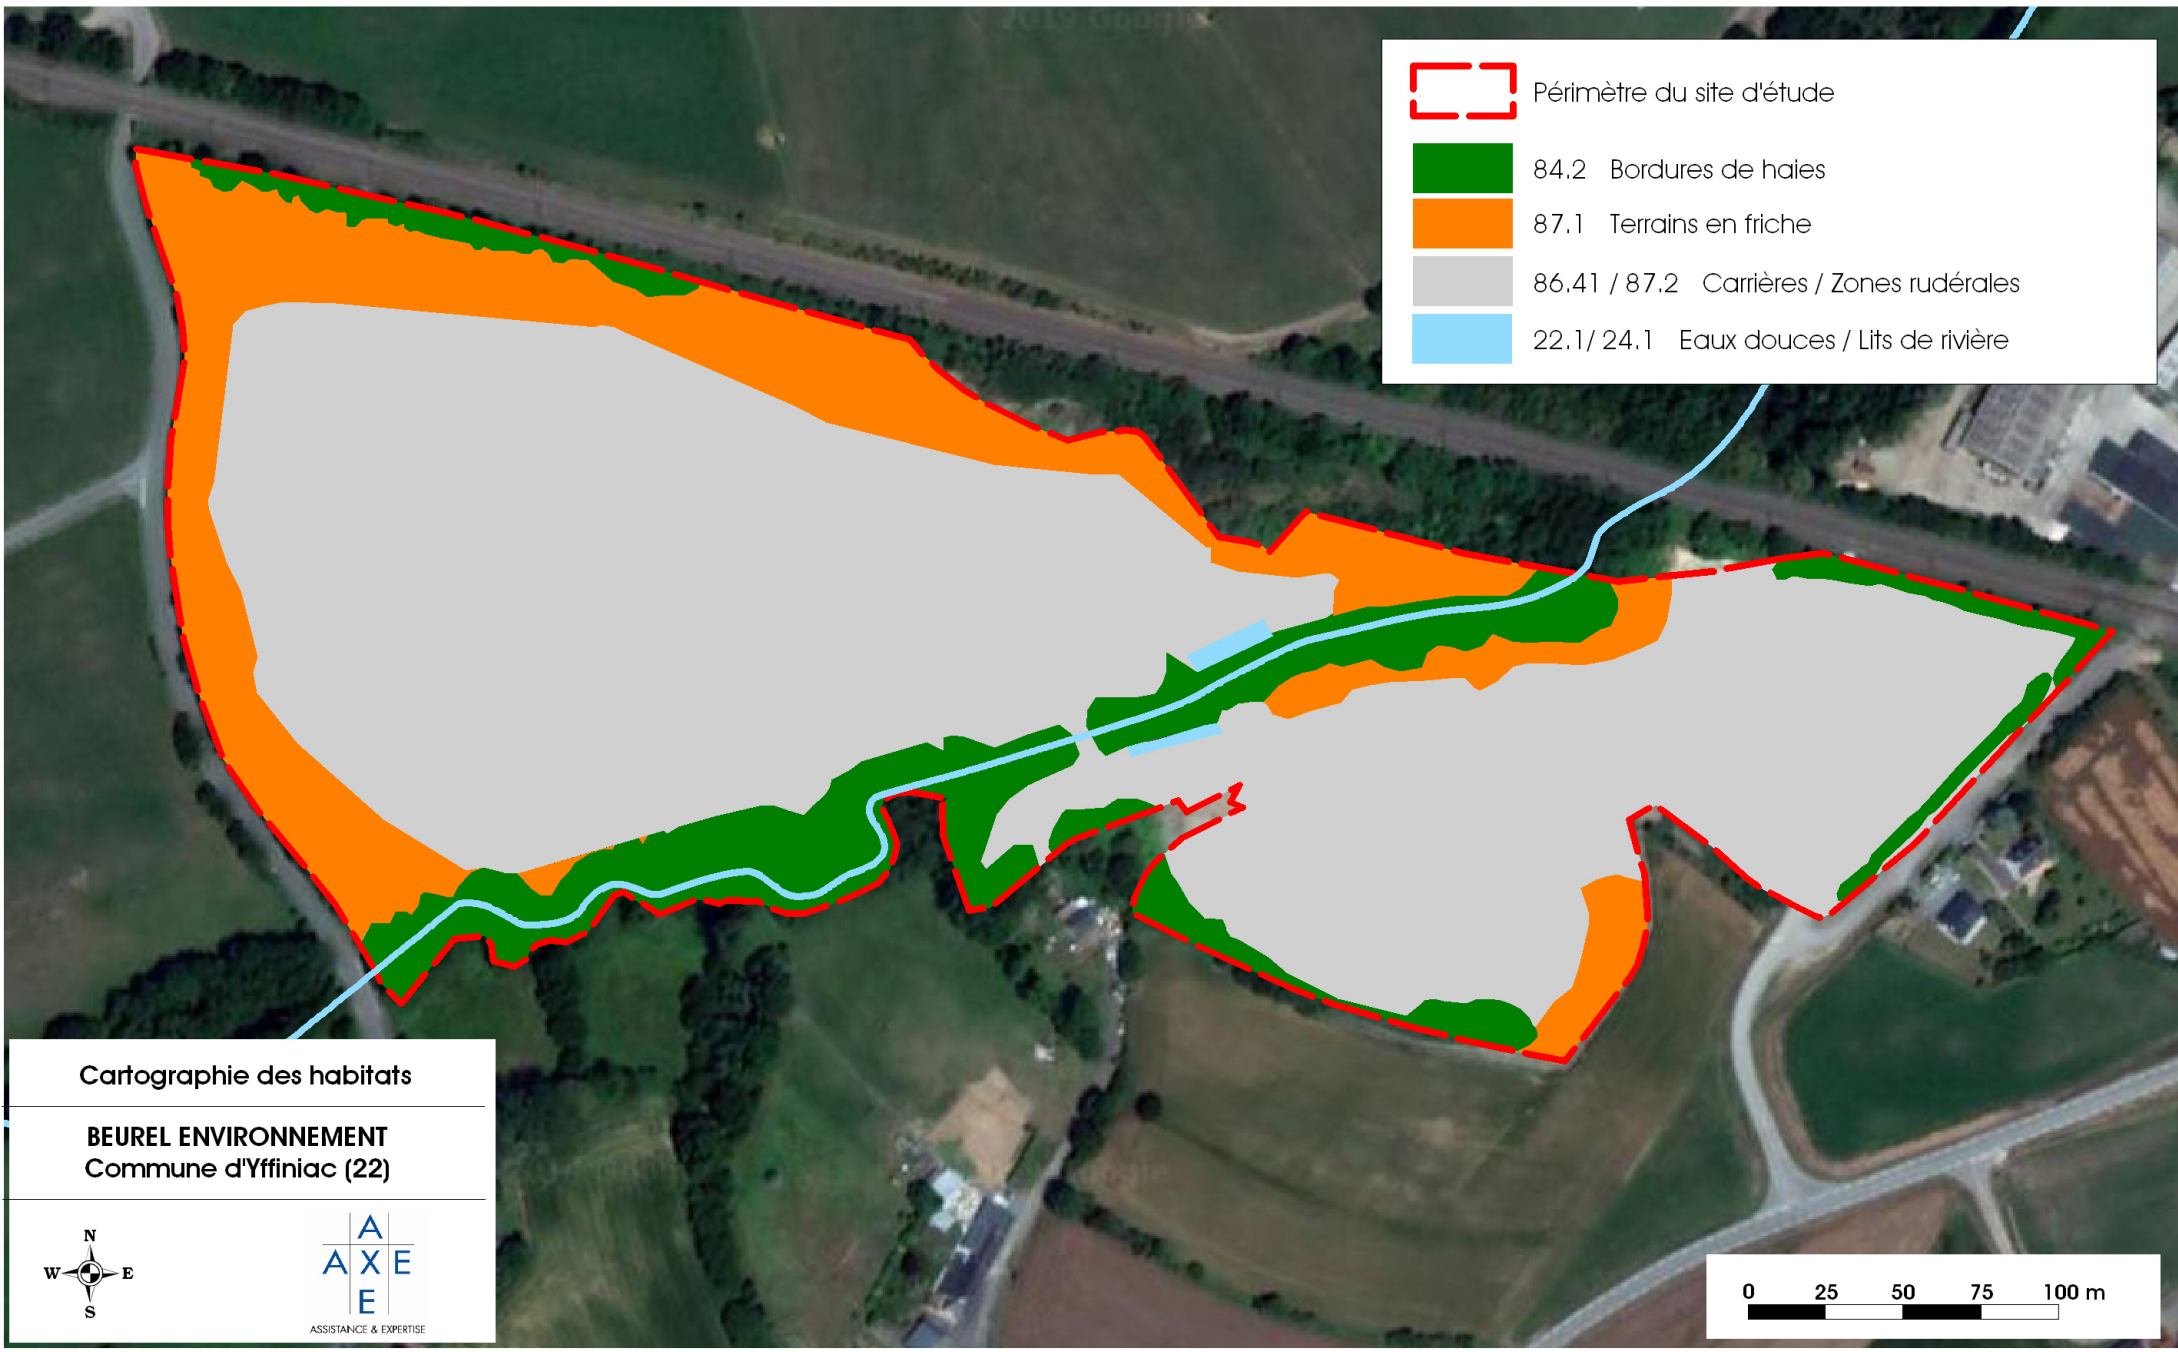 © 2019 Google
Périmètre du site d'étude
84.2 Bordures de haies
87.1 Terrains en friche
86.41 / 87.2 Carrières / Zones rudérales
22.1/ 24.1 Eaux douces / Lits de rivière
Cartographie des habitats
BEUREL ENVIRONNEMENT
Commune d'Yffiniac (22)
N
W E
S
A
A X E
E
ASSISTANCE & EXPERTISE
0 25 50 75 100 m